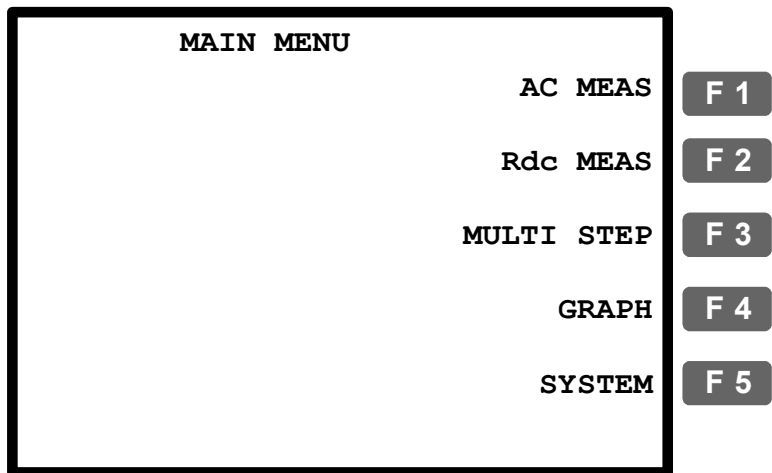 MAIN MENU
AC MEAS F 1
Rdc MEAS F 2
MULTI STEP F 3
GRAPH F 4
SYSTEM F 5